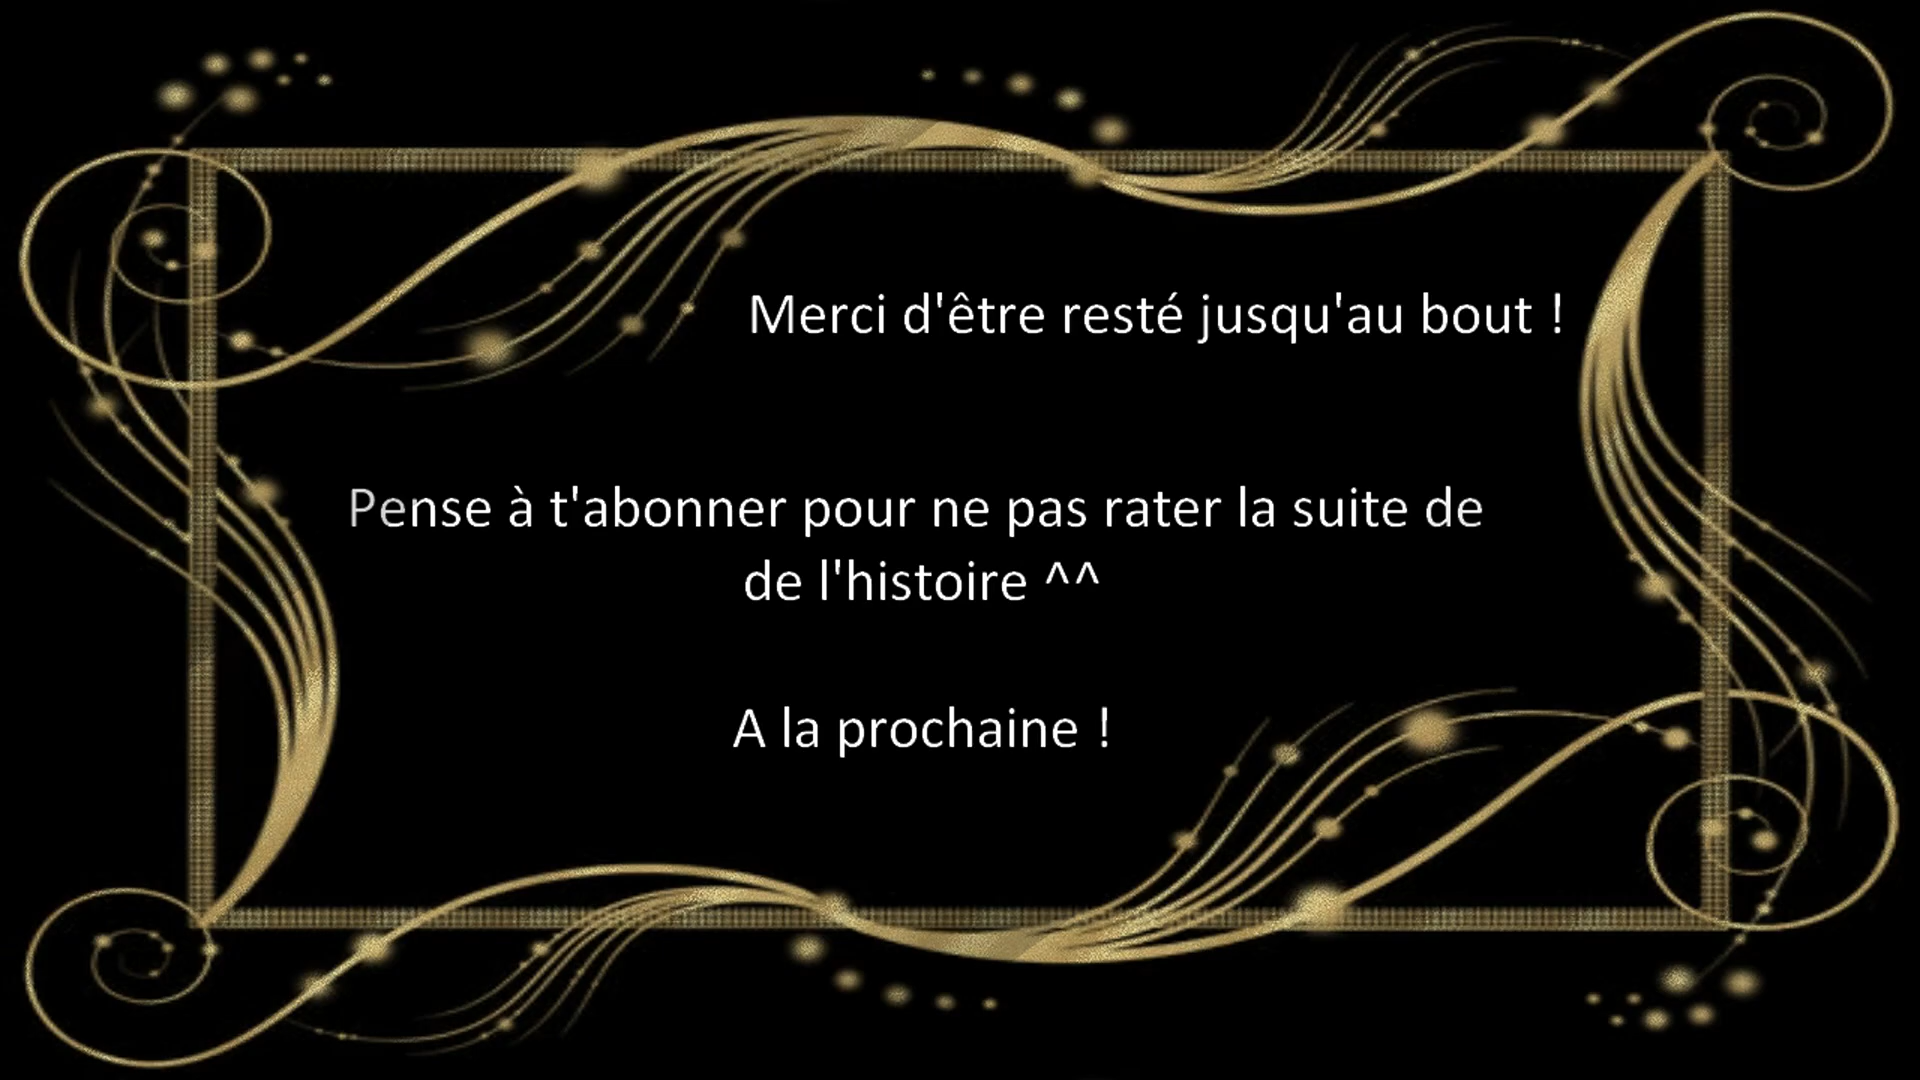 Merci d'être resté jusqu'au bout !
Pense à t'abonner pour ne pas rater la suite de
de l'histoire ^^
A la prochaine !